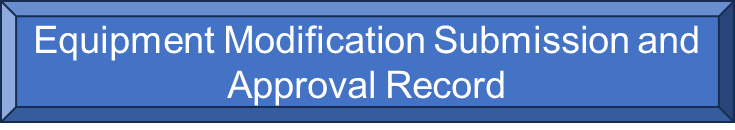 Equipment Modification Submission and
Approval Record